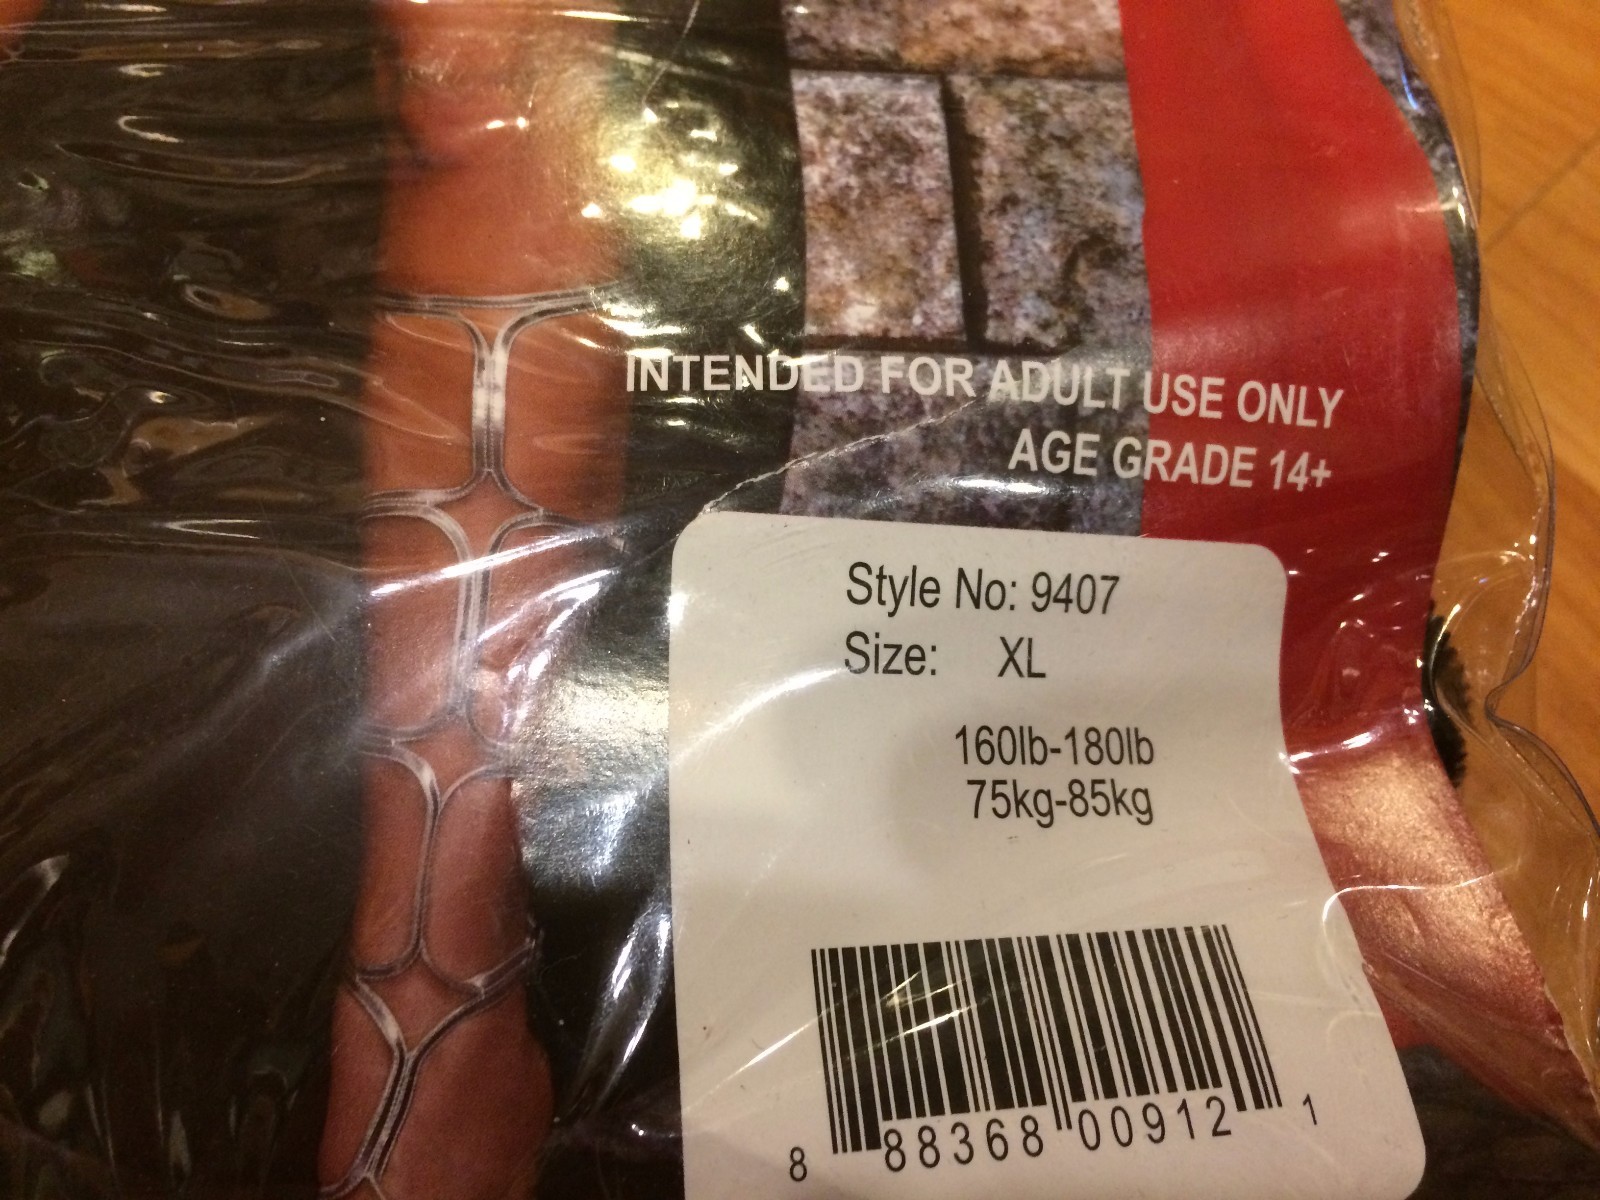 INTENDED FOR ADULT USE ONLY
AGE GRADE 14+
Style No: 9407
Size: XL
160lb-180lb
75kg-85kg
8 88368 00912 1